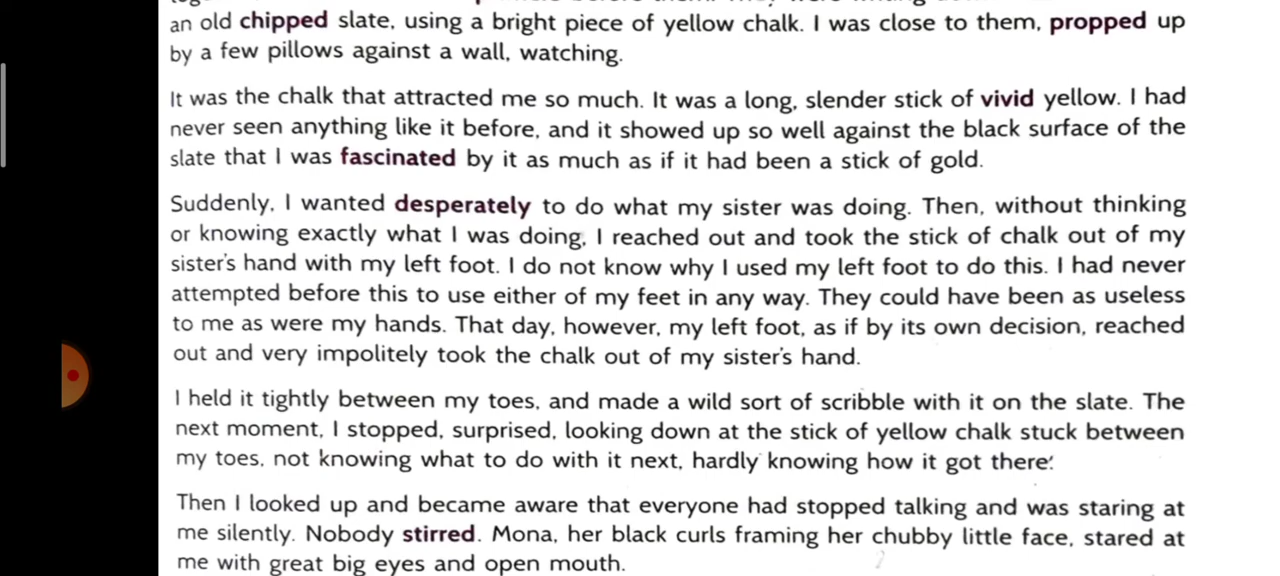 an old chipped slate, using a bright piece of yellow chalk. I was close to them, propped up
by a few pillows against a wall, watching.
It was the chalk that attracted me so much. It was a long, slender stick of vivid yellow. I had
never seen anything like it before, and it showed up so well against the black surface of the
slate that I was fascinated by it as much as if it had been a stick of gold.
Suddenly, I wanted desperately to do what my sister was doing. Then, without thinking
or knowing exactly what I was doing, I reached out and took the stick of chalk out of my
sister's hand with my left foot. I do not know why I used my left foot to do this. I had never
attempted before this to use either of my feet in any way. They could have been as useless
to me as were my hands. That day, however, my left foot, as if by its own decision, reached
out and very impolitely took the chalk out of my sister's hand.
I held it tightly between my toes, and made a wild sort of scribble with it on the slate. The
next moment, I stopped, surprised, looking down at the stick of yellow chalk stuck between
my toes, not knowing what to do with it next, hardly knowing how it got there.
Then I looked up and became aware that everyone had stopped talking and was staring at
me silently. Nobody stirred. Mona, her black curls framing her chubby little face, stared at
me with great big eyes and open mouth.